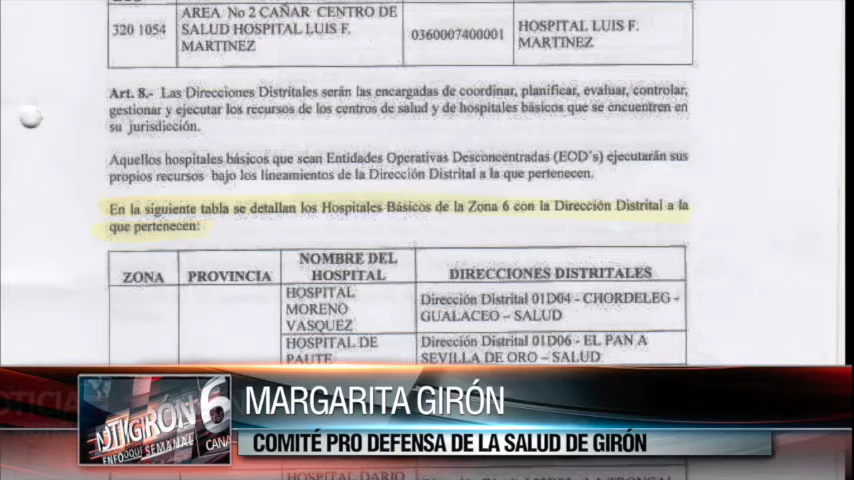 320 1054
AREA No 2 CAÑAR CENTRO DE
SALUD HOSPITAL LUIS F.
MARTINEZ
0360007400001
HOSPITAL LUIS F.
MARTINEZ
Art. 8.- Las Direcciones Distritales serán las encargadas de coordinar, planificar, evaluar, controlar,
gestionar y ejecutar los recursos de los centros de salud y de hospitales básicos que se encuentren en
su jurisdicción.
Aquellos hospitales básicos que sean Entidades Operativas Desconcentradas (EOD's) ejecutarán sus
propios recursos bajo los lineamientos de la Dirección Distrital a la que pertenecen.
En la siguiente tabla se detallan los Hospitales Básicos de la Zona 6 con la Dirección Distrital a la
que pertenecen:
ZONA
PROVINCIA
NOMBRE DEL
HOSPITAL
DIRECCIONES DISTRITALES
HOSPITAL
MORENO
VASQUEZ
Dirección Distrital 01D04 - CHORDELEG -
GUALACEO – SALUD
HOSPITAL DE
PAUTE
Dirección Distrital 01D06 - EL PAN A
SEVILLA DE ORO – SALUD
NOTIGIRÓN 6
ENFOQUE SEMANAL
MARGARITA GIRÓN
COMITÉ PRO DEFENSA DE LA SALUD DE GIRÓN
HOSPITAL DARIO